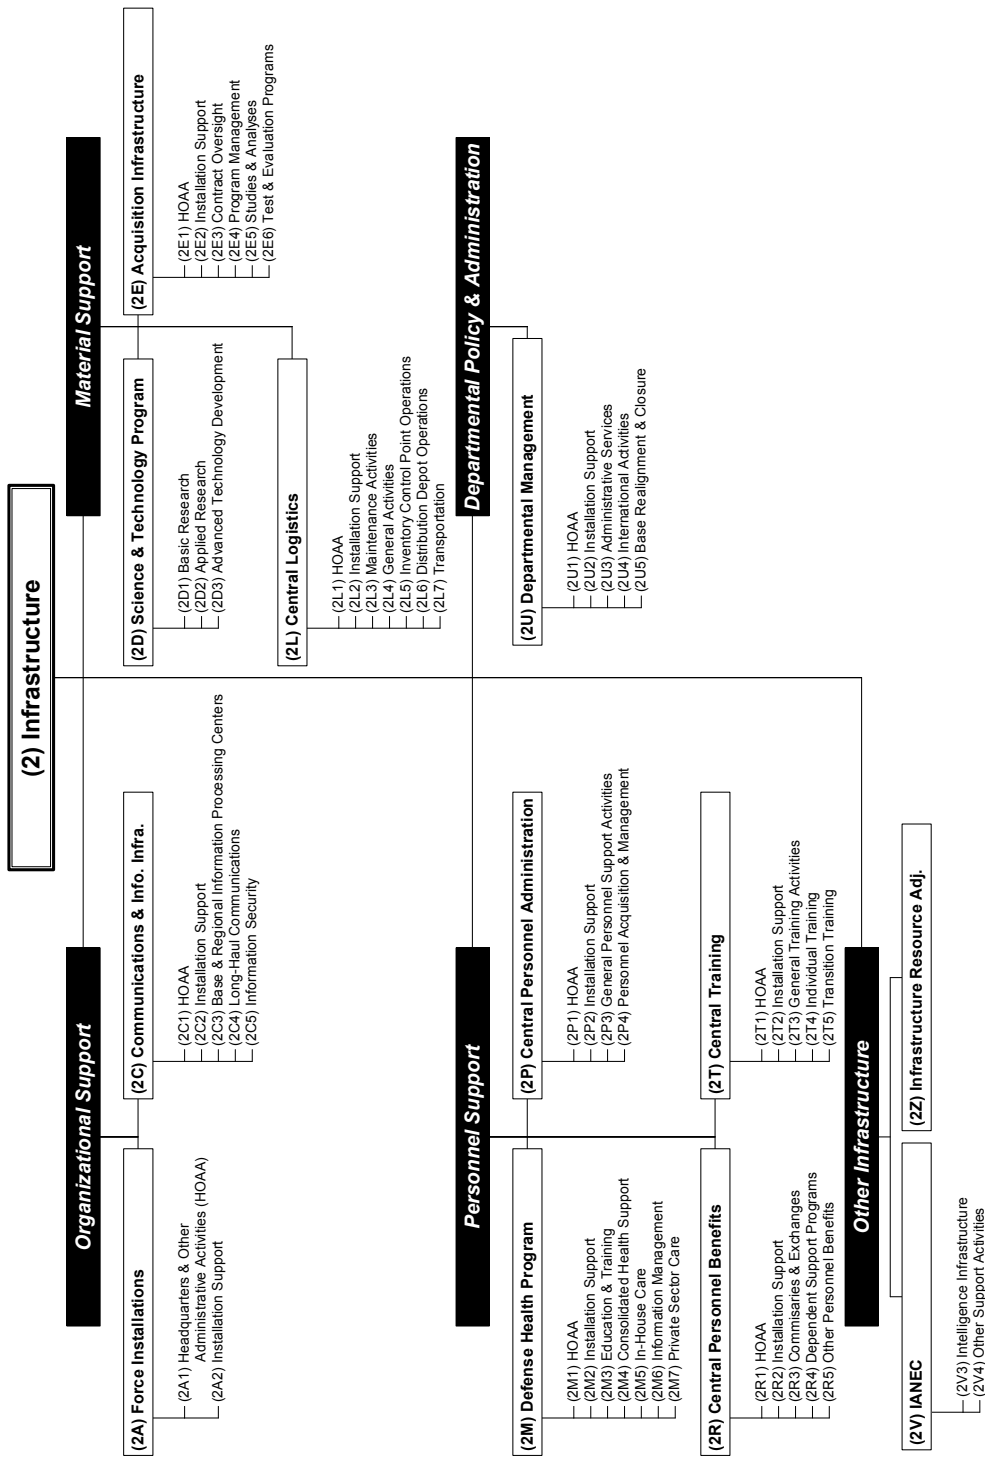 (2) Infrastructure
Organizational Support
(2A) Force Installations
(2A1) Headquarters & Other
Administrative Activities (HOAA)
(2A2) Installation Support
(2C) Communications & Info. Infra.
(2C1) HOAA
(2C2) Installation Support
(2C3) Base & Regional Information Processing Centers
(2C4) Long-Haul Communications
(2C5) Information Security
Material Support
(2D) Science & Technology Program
(2D1) Basic Research
(2D2) Applied Research
(2D3) Advanced Technology Development
(2E) Acquisition Infrastructure
(2E1) HOAA
(2E2) Installation Support
(2E3) Contract Oversight
(2E4) Program Management
(2E5) Studies & Analyses
(2E6) Test & Evaluation Programs
(2L) Central Logistics
(2L1) HOAA
(2L2) Installation Support
(2L3) Maintenance Activities
(2L4) General Activities
(2L5) Inventory Control Point Operations
(2L6) Distribution Depot Operations
(2L7) Transportation
Personnel Support
(2M) Defense Health Program
(2M1) HOAA
(2M2) Installation Support
(2M3) Education & Training
(2M4) Consolidated Health Support
(2M5) In-House Care
(2M6) Information Management
(2M7) Private Sector Care
(2P) Central Personnel Administration
(2P1) HOAA
(2P2) Installation Support
(2P3) General Personnel Support Activities
(2P4) Personnel Acquisition & Management
(2R) Central Personnel Benefits
(2R1) HOAA
(2R2) Installation Support
(2R3) Commisaries & Exchanges
(2R4) Dependent Support Programs
(2R5) Other Personnel Benefits
(2T) Central Training
(2T1) HOAA
(2T2) Installation Support
(2T3) General Training Activities
(2T4) Individual Training
(2T5) Transition Training
Departmental Policy & Administration
(2U) Departmental Management
(2U1) HOAA
(2U2) Installation Support
(2U3) Administrative Services
(2U4) International Activities
(2U5) Base Realignment & Closure
Other Infrastructure
(2V) IANEC
(2V3) Intelligence Infrastructure
(2V4) Other Support Activities
(2Z) Infrastructure Resource Adj.